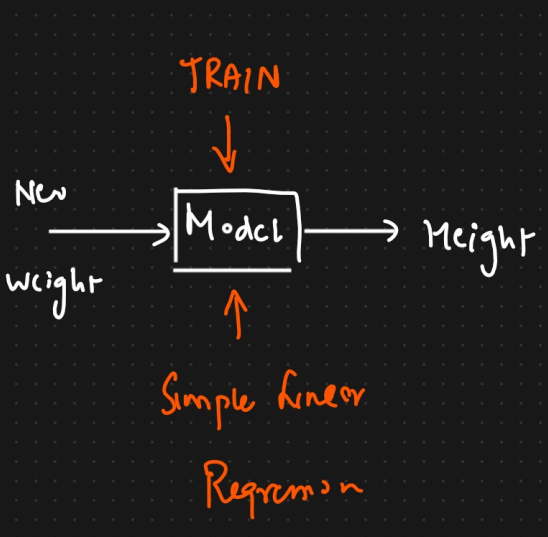 TRAIN
New
Model
Height
Weight
Simple Linear
Regression